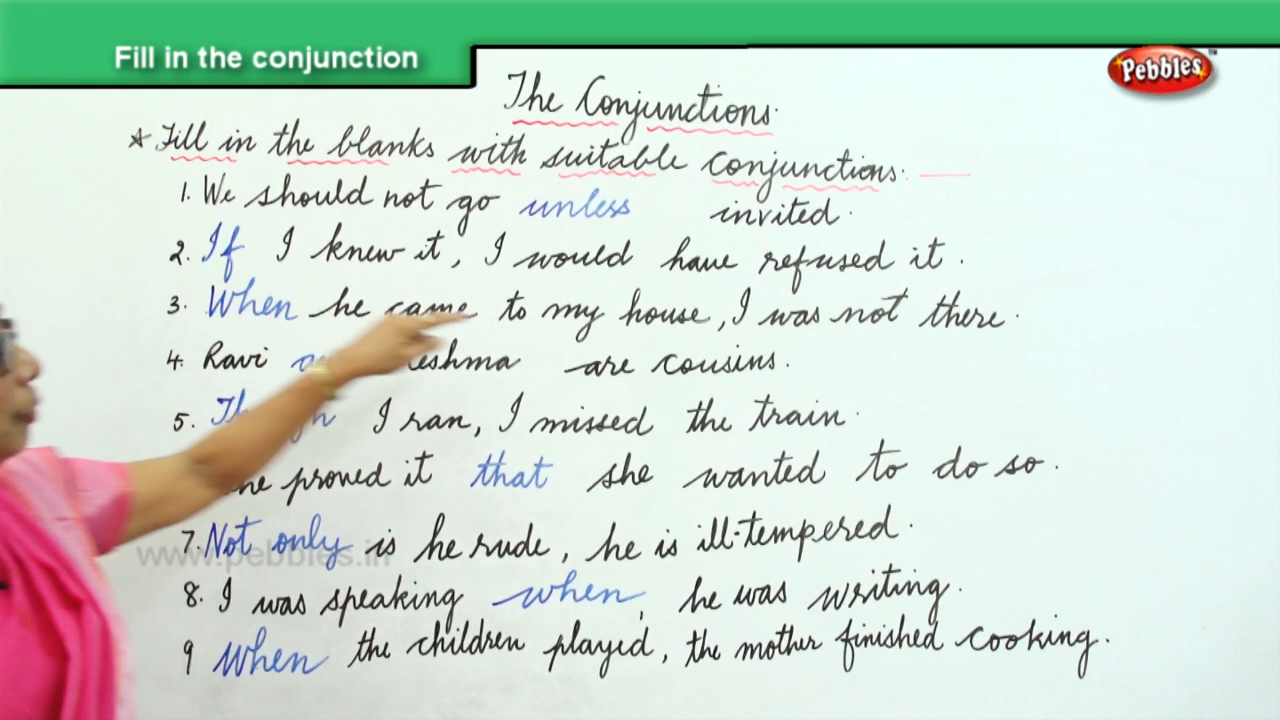 Fill in the conjunction
Pebbles
The Conjunctions.
* Fill in the blanks with suitable conjunctions.
1. We should not go unless invited.
2. If I knew it, I would have refused it.
3. When he came to my house, I was not there.
4. Ravi are cousins.
5. I ran, I missed the train.
proved it that she wanted to do so.
7. Not only is he rude, he is ill-tempered.
www.pebbles.in
8. I was speaking when, he was writing.
9 When the children played, the mother finished cooking.